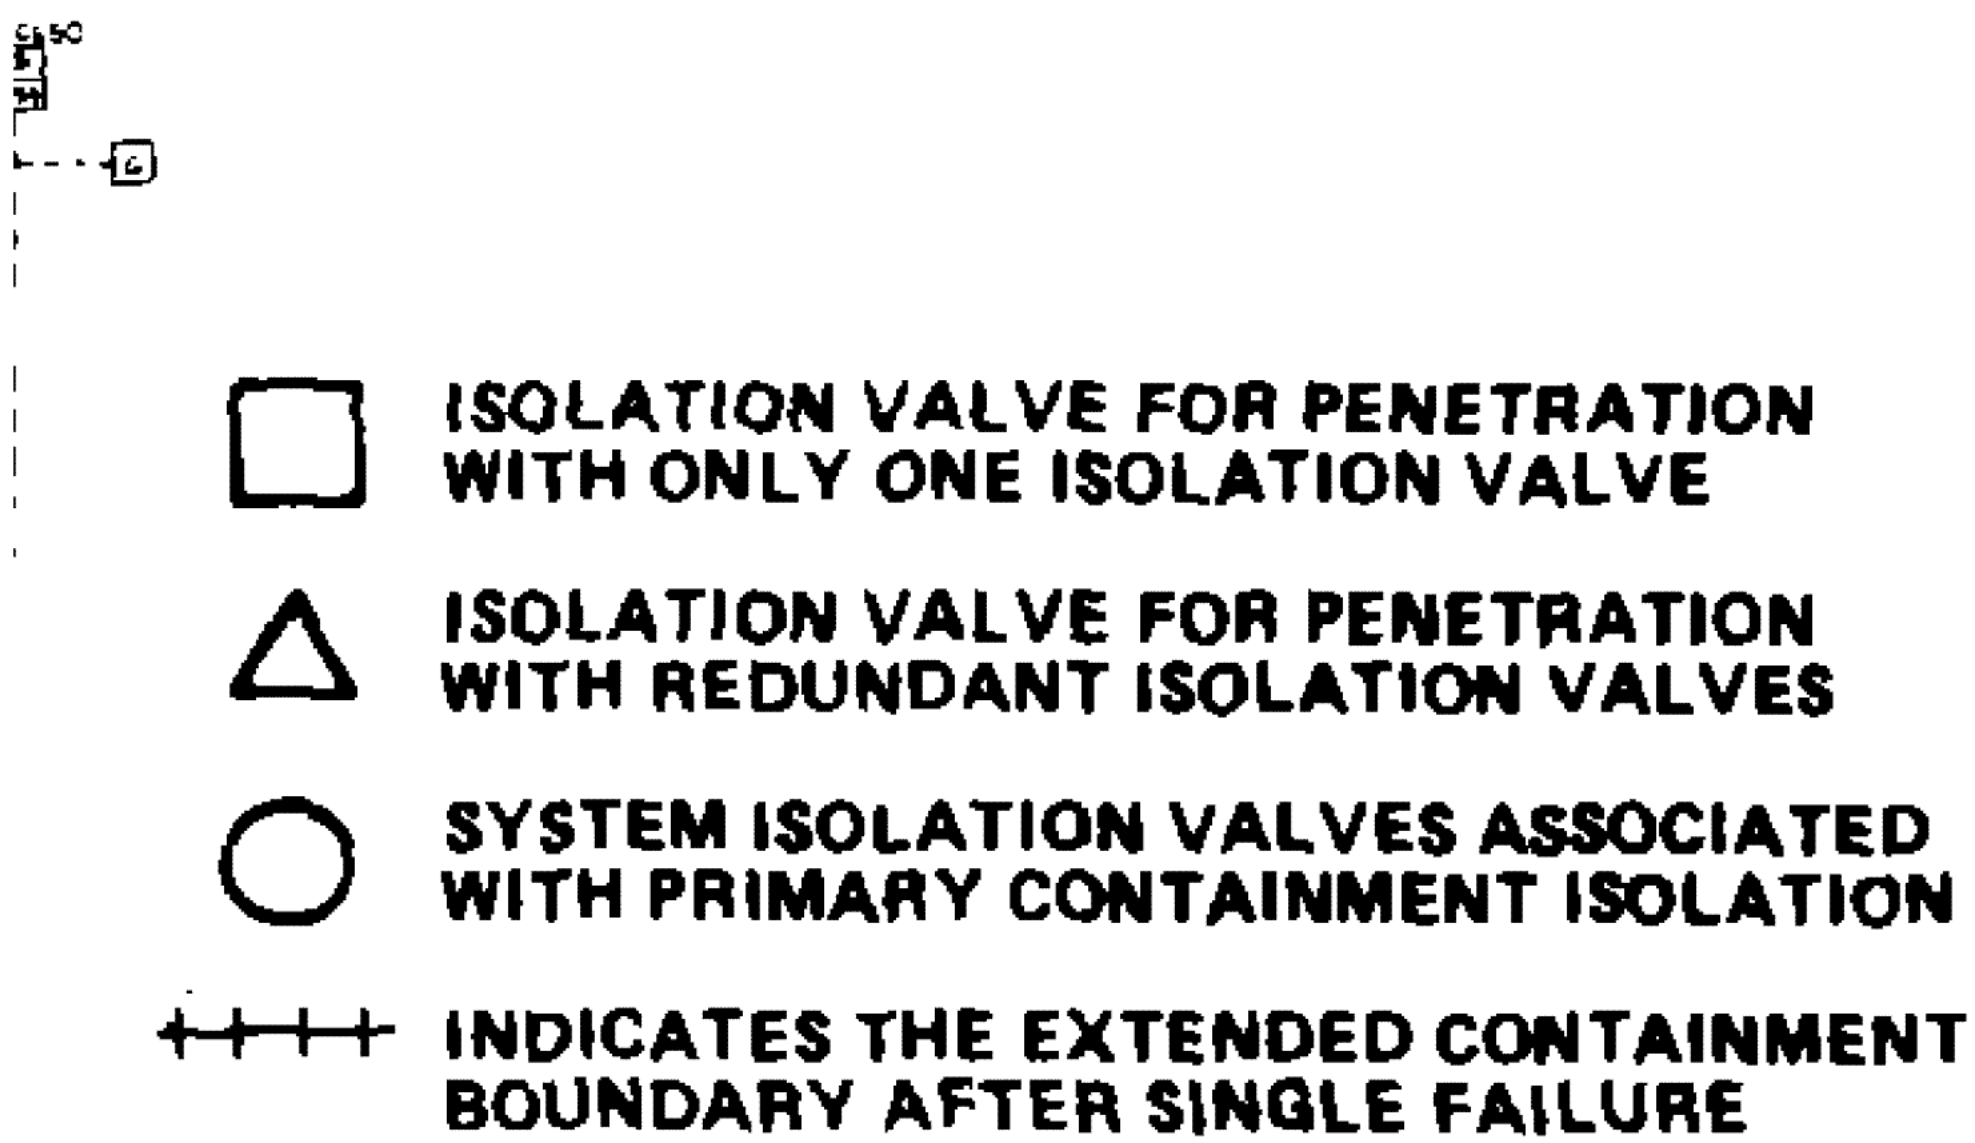 ISOLATION VALVE FOR PENETRATION
WITH ONLY ONE ISOLATION VALVE
ISOLATION VALVE FOR PENETRATION
WITH REDUNDANT ISOLATION VALVES
SYSTEM ISOLATION VALVES ASSOCIATED
WITH PRIMARY CONTAINMENT ISOLATION
INDICATES THE EXTENDED CONTAINMENT
BOUNDARY AFTER SINGLE FAILURE